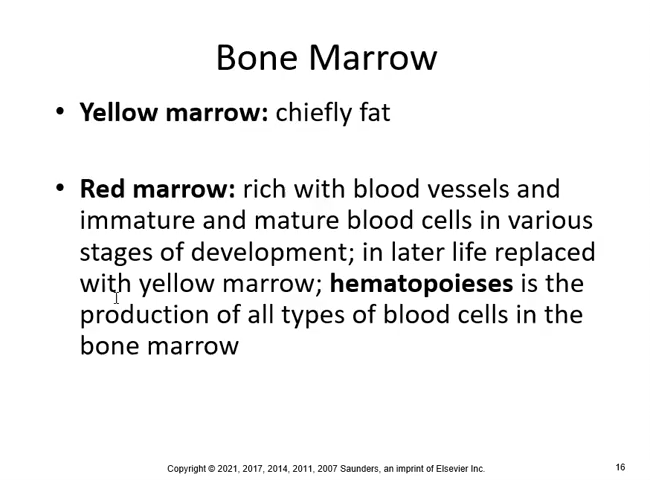 Bone Marrow
• Yellow marrow: chiefly fat
• Red marrow: rich with blood vessels and
immature and mature blood cells in various
stages of development; in later life replaced
with yellow marrow; hematopoieses is the
production of all types of blood cells in the
bone marrow
Copyright © 2021, 2017, 2014, 2011, 2007 Saunders, an imprint of Elsevier Inc.
16